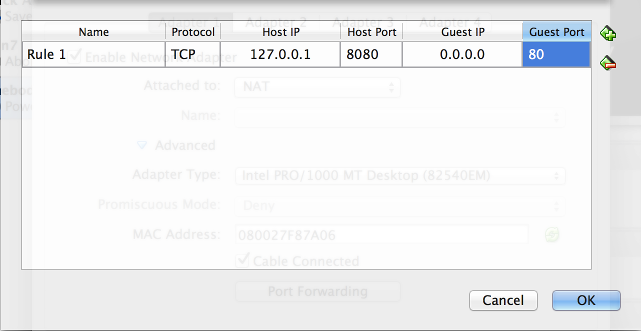 Adapter 1 Adapter 2 Adapter 3 Adapter 4
Name Protocol Host IP Host Port Guest IP Guest Port
Rule 1 TCP 127.0.0.1 8080 0.0.0.0 80
Enable Network Adapter
Attached to: NAT
Name:
Advanced
Adapter Type: Intel PRO/1000 MT Desktop (82540EM)
Promiscuous Mode: Deny
MAC Address: 080027F87A06
Cable Connected
Port Forwarding
Cancel OK